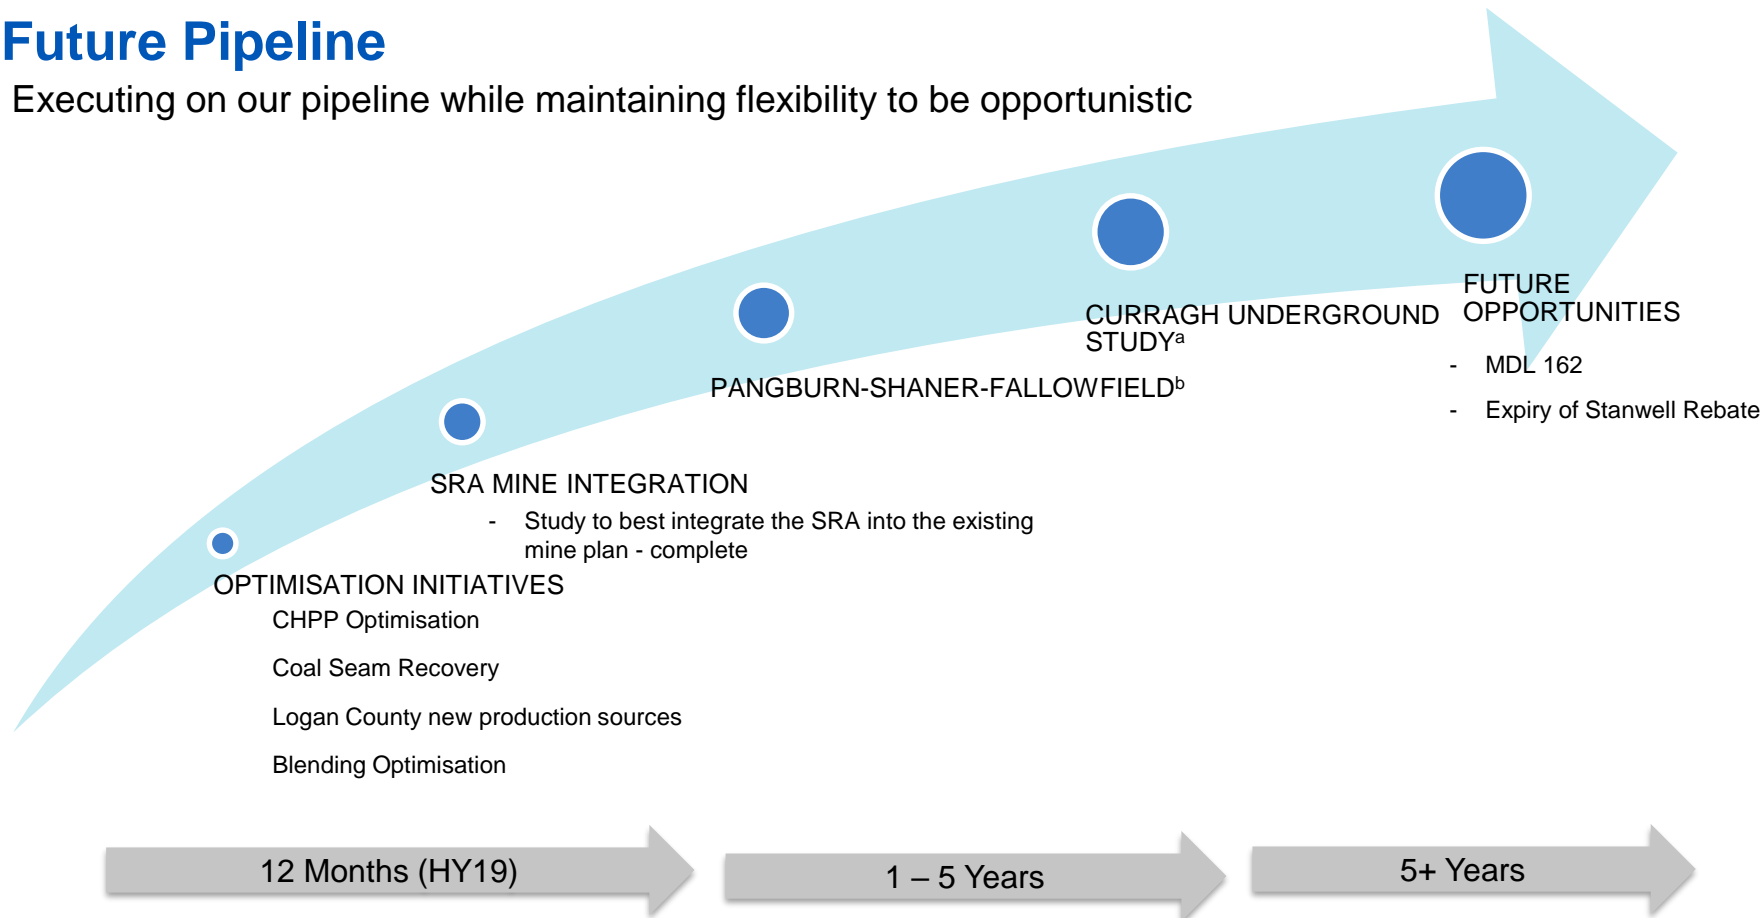 Future Pipeline
Executing on our pipeline while maintaining flexibility to be opportunistic
FUTURE
OPPORTUNITIES
- MDL 162
- Expiry of Stanwell Rebate
CURRAGH UNDERGROUND
STUDYᵃ
PANGBURN-SHANER-FALLOWFIELDᵇ
SRA MINE INTEGRATION
- Study to best integrate the SRA into the existing
mine plan - complete
OPTIMISATION INITIATIVES
CHPP Optimisation
Coal Seam Recovery
Logan County new production sources
Blending Optimisation
12 Months (HY19)
1 – 5 Years
5+ Years